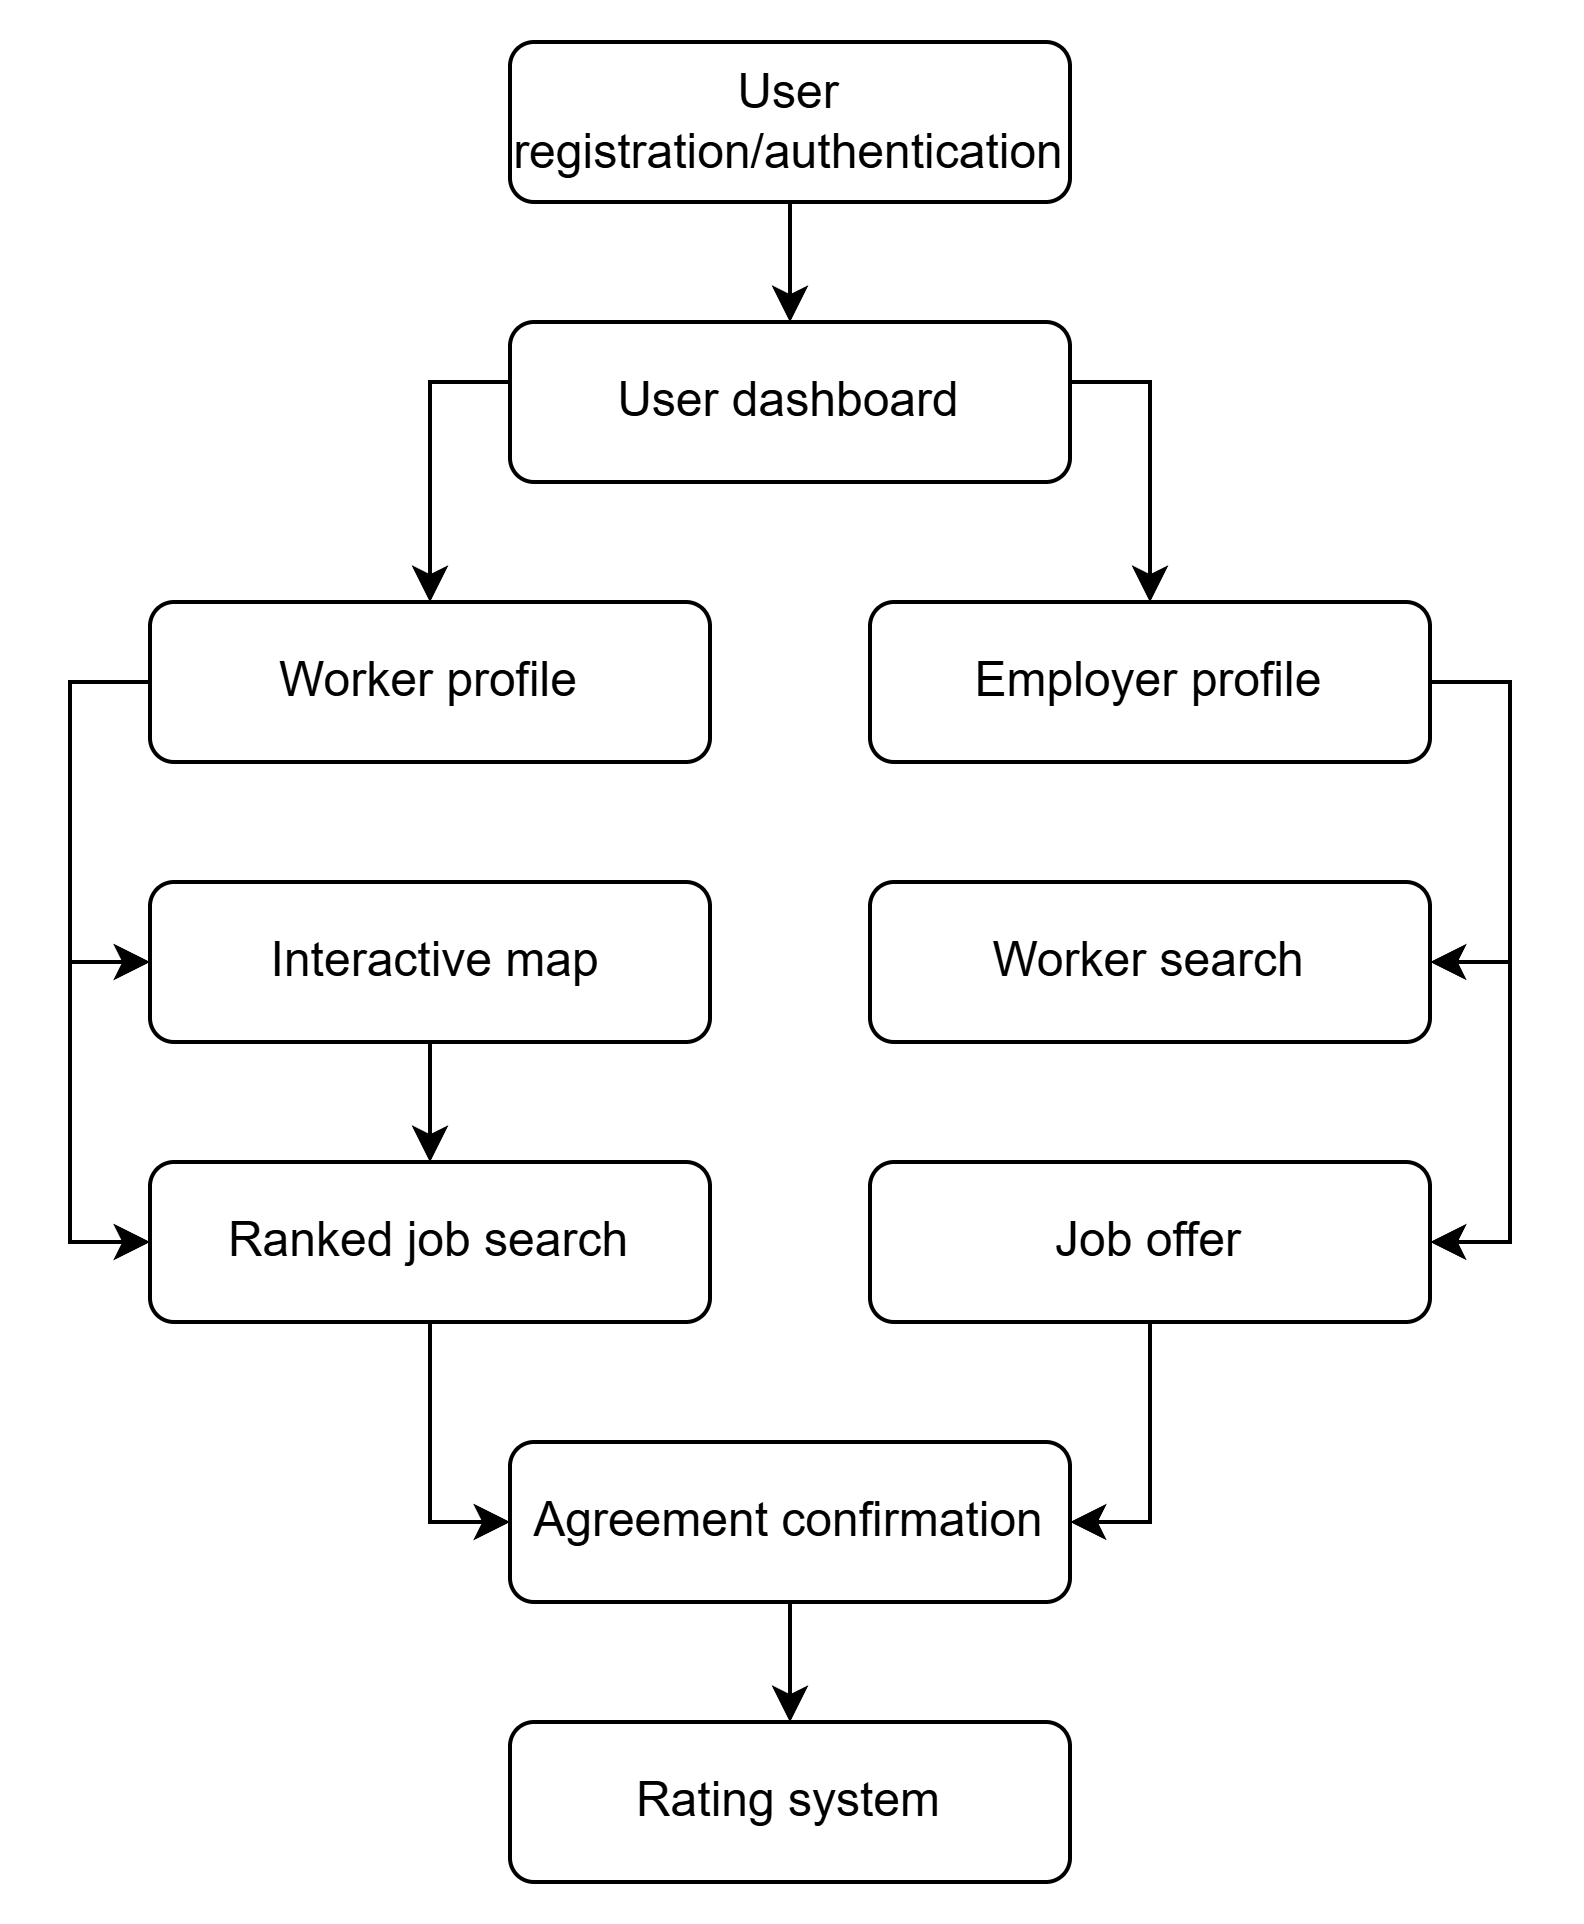 User
registration/authentication
User dashboard
Worker profile
Employer profile
Interactive map
Worker search
Ranked job search
Job offer
Agreement confirmation
Rating system